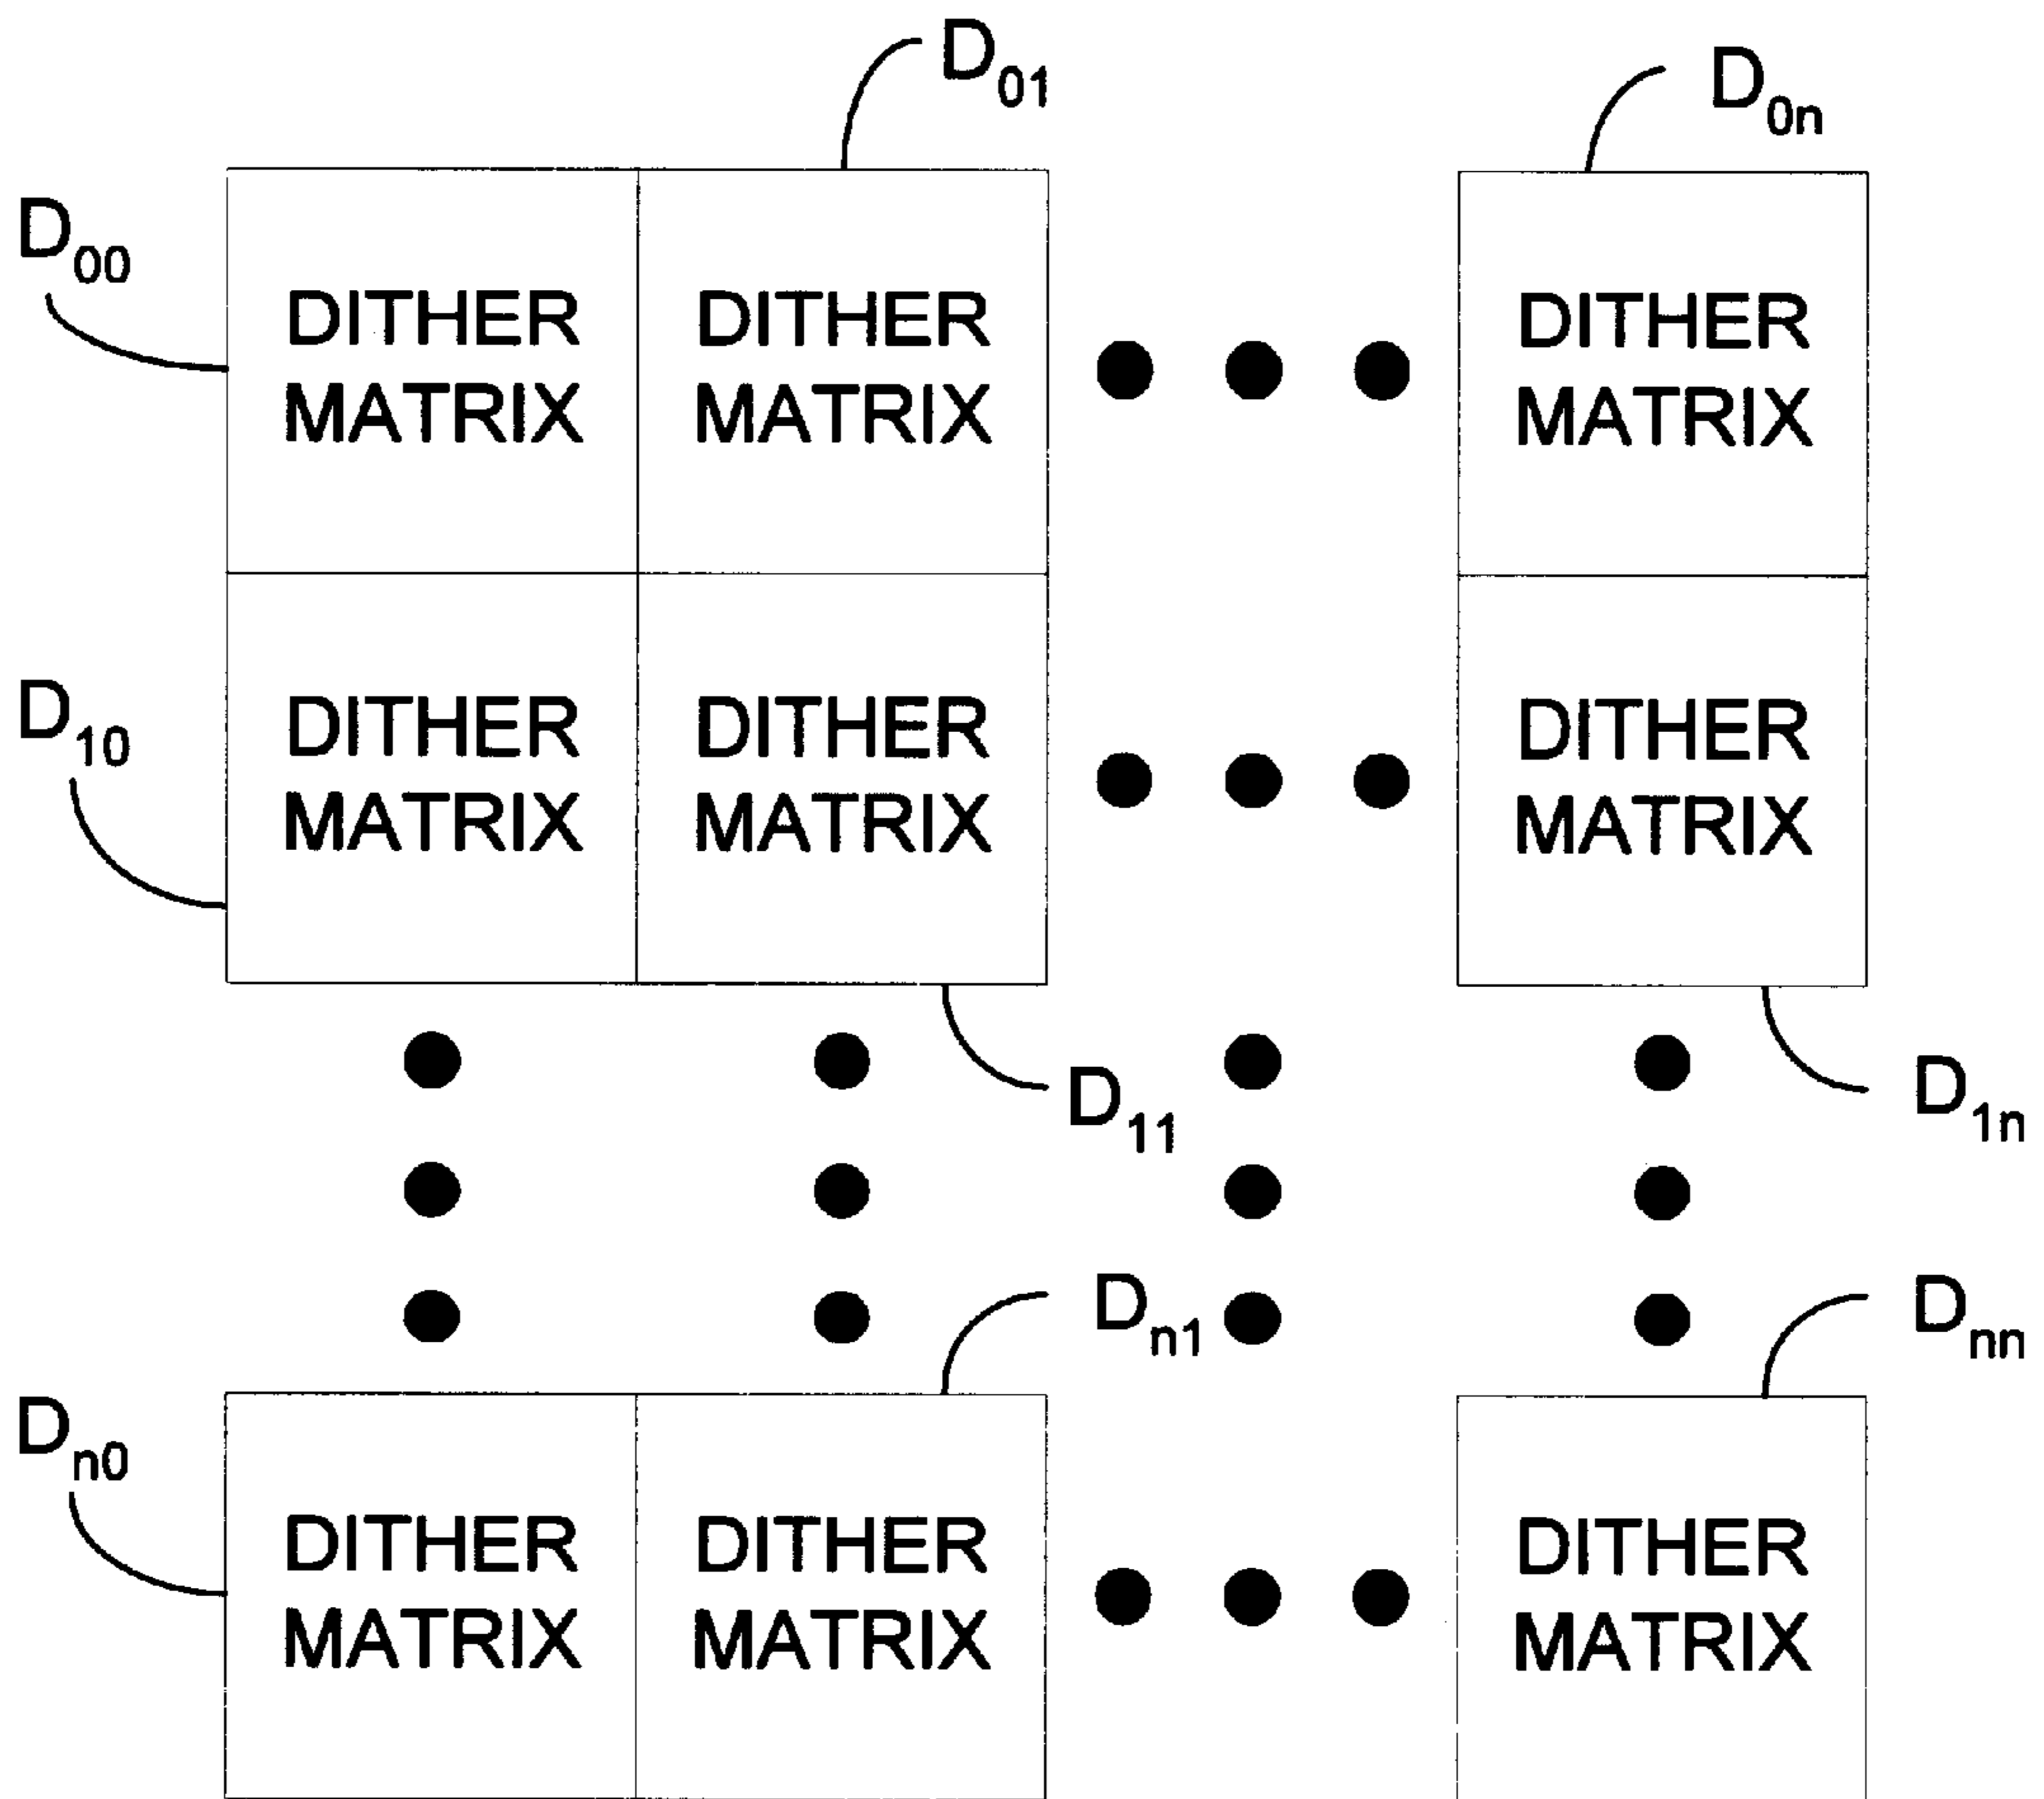 D01
D0n
D00
DITHER MATRIX
DITHER MATRIX
DITHER MATRIX
D10
DITHER MATRIX
DITHER MATRIX
DITHER MATRIX
D11
D1n
Dn1
Dnn
Dn0
DITHER MATRIX
DITHER MATRIX
DITHER MATRIX